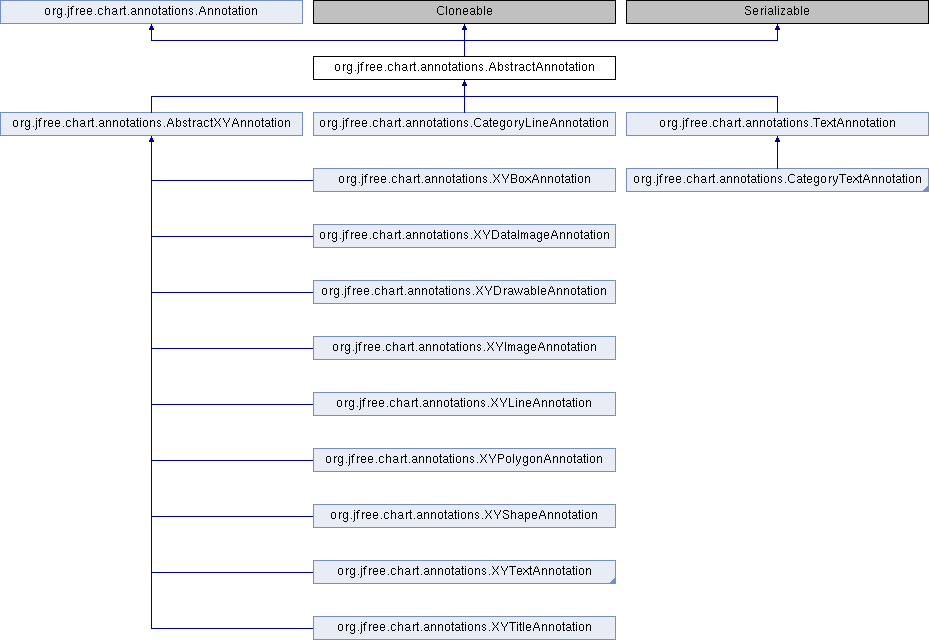 org.jfree.chart.annotations.Annotation
Cloneable
Serializable
org.jfree.chart.annotations.AbstractAnnotation
org.jfree.chart.annotations.AbstractXYAnnotation
org.jfree.chart.annotations.CategoryLineAnnotation
org.jfree.chart.annotations.TextAnnotation
org.jfree.chart.annotations.XYBoxAnnotation
org.jfree.chart.annotations.CategoryTextAnnotation
org.jfree.chart.annotations.XYDataImageAnnotation
org.jfree.chart.annotations.XYDrawableAnnotation
org.jfree.chart.annotations.XYImageAnnotation
org.jfree.chart.annotations.XYLineAnnotation
org.jfree.chart.annotations.XYPolygonAnnotation
org.jfree.chart.annotations.XYShapeAnnotation
org.jfree.chart.annotations.XYTextAnnotation
org.jfree.chart.annotations.XYTitleAnnotation